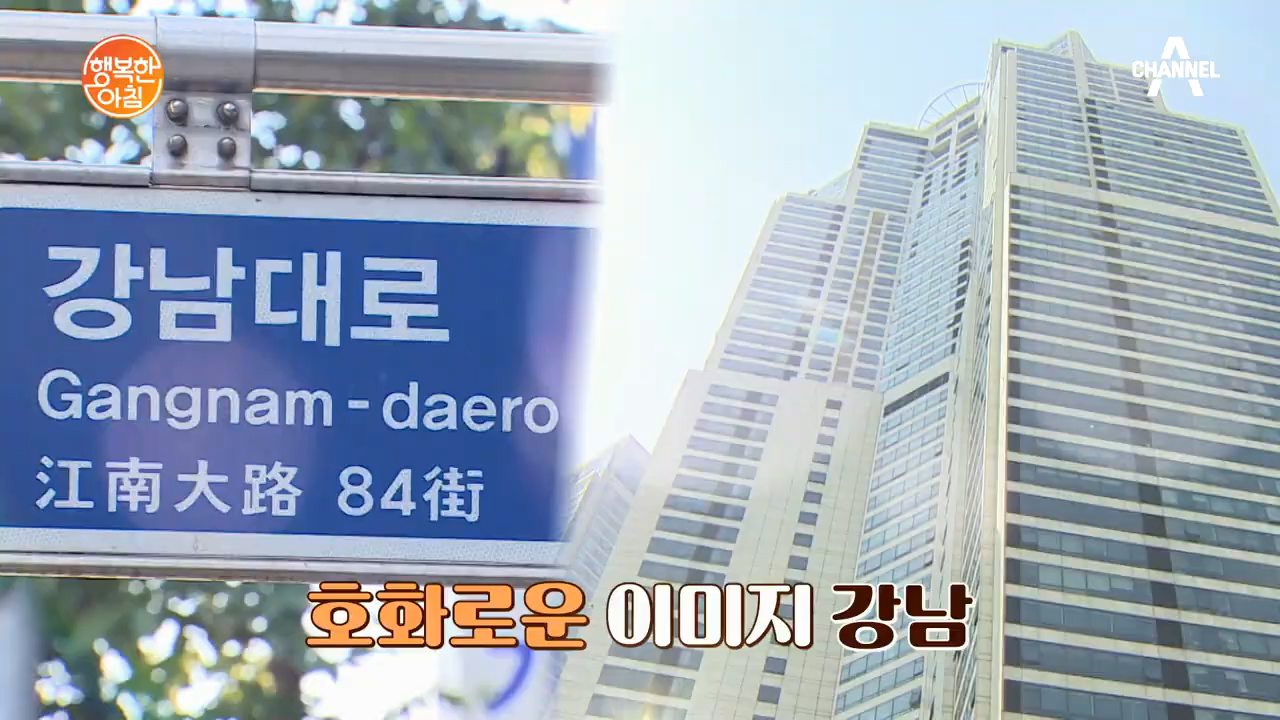 행복한
아침
CHANNEL
강남대로
Gangnam-daero
江南大路 84街
호화로운 이미지 강남